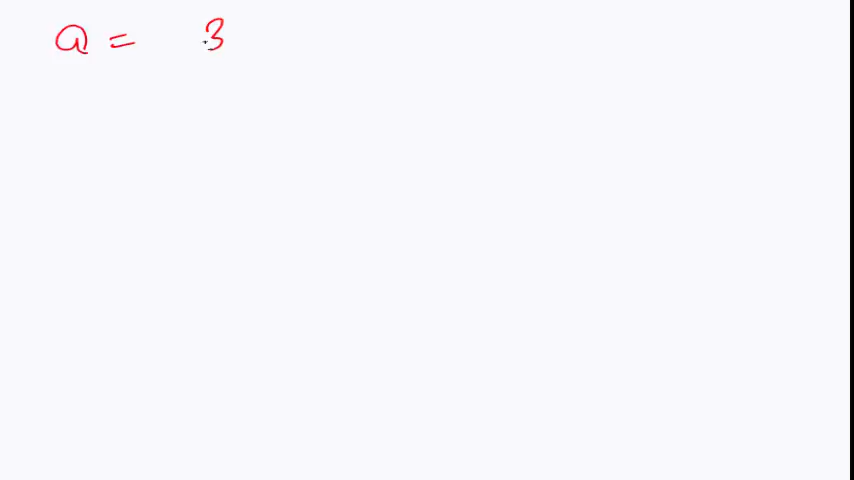 a = 3